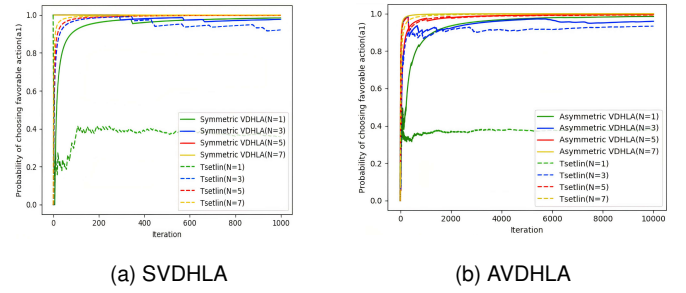 Probability of choosing favorable action(a1)
1.0
0.8
0.6
0.4
0.2
0.0
Symmetric VDHLA(N=1)
Symmetric VDHLA(N=3)
Symmetric VDHLA(N=5)
Symmetric VDHLA(N=7)
Tsetlin(N=1)
Tsetlin(N=3)
Tsetlin(N=5)
Tsetlin(N=7)
0 200 400 600 800 1000
Iteration
(a) SVDHLA
Probability of choosing favorable action(a1)
1.0
0.8
0.6
0.4
0.2
0.0
Asymmetric VDHLA(N=1)
Asymmetric VDHLA(N=3)
Asymmetric VDHLA(N=5)
Asymmetric VDHLA(N=7)
Tsetlin(N=1)
Tsetlin(N=3)
Tsetlin(N=5)
Tsetlin(N=7)
0 2000 4000 6000 8000 10000
Iteration
(b) AVDHLA